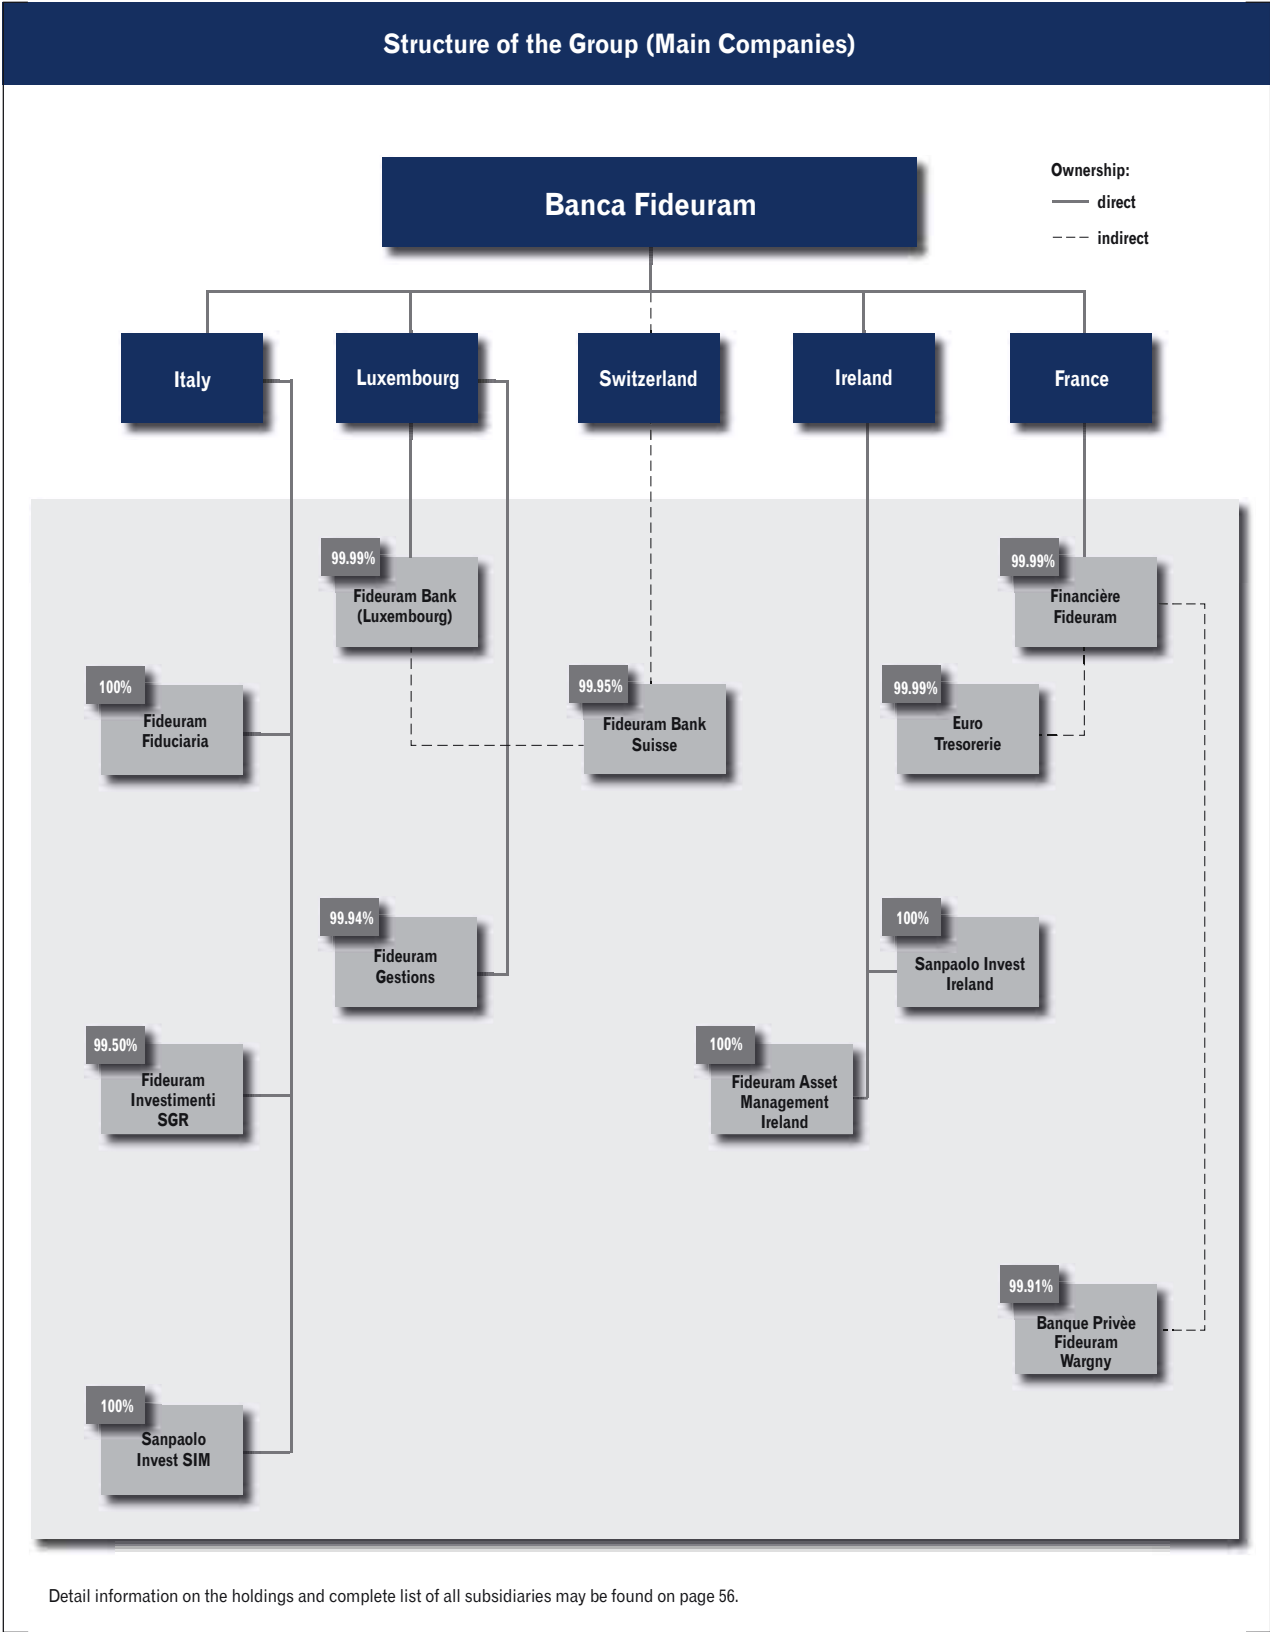 Structure of the Group (Main Companies)
Banca Fideuram
Ownership:
direct
indirect
Italy
Luxembourg
Switzerland
Ireland
France
99.99%
Fideuram Bank
(Luxembourg)
99.99%
Financière
Fideuram
100%
Fideuram
Fiduciaria
99.95%
Fideuram Bank
Suisse
99.99%
Euro
Tresorerie
99.94%
Fideuram
Gestions
100%
Sanpaolo Invest
Ireland
99.50%
Fideuram
Investimenti
SGR
100%
Fideuram Asset
Management
Ireland
99.91%
Banque Privèe
Fideuram
Wargny
100%
Sanpaolo
Invest SIM
Detail information on the holdings and complete list of all subsidiaries may be found on page 56.